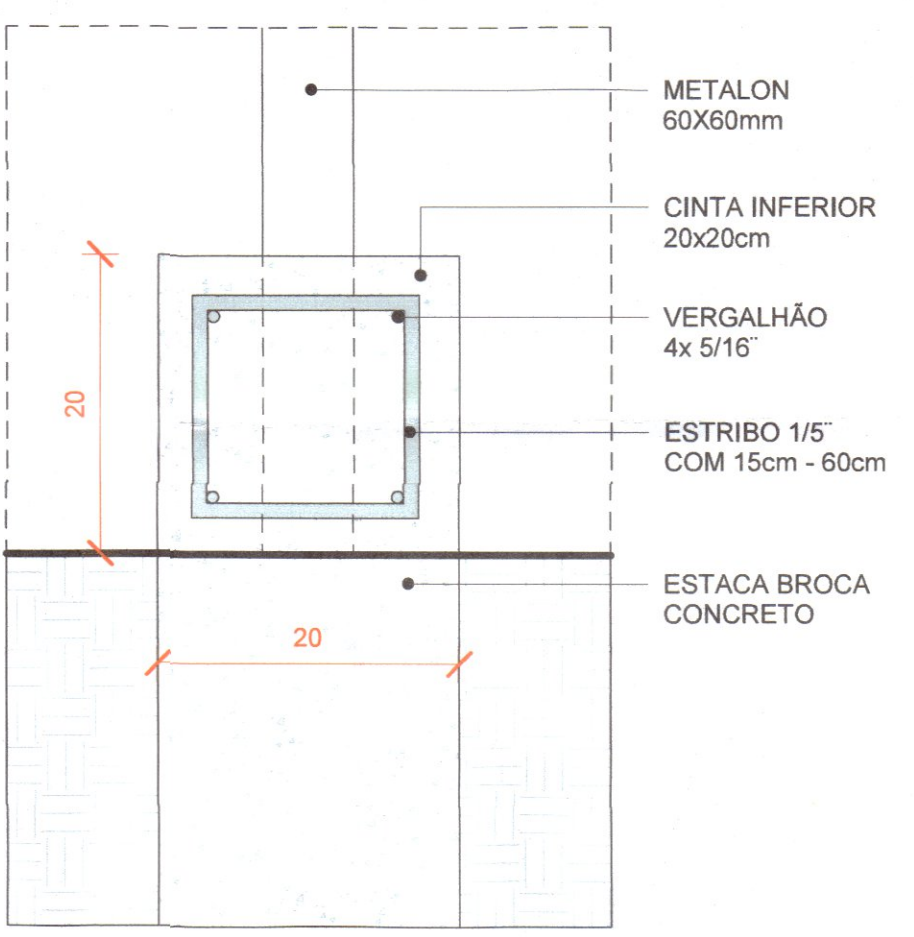 METALON
60X60mm
CINTA INFERIOR
20x20cm
VERGALHÃO
4x 5/16¨
ESTRIBO 1/5¨
COM 15cm - 60cm
ESTACA BROCA
CONCRETO
20
20